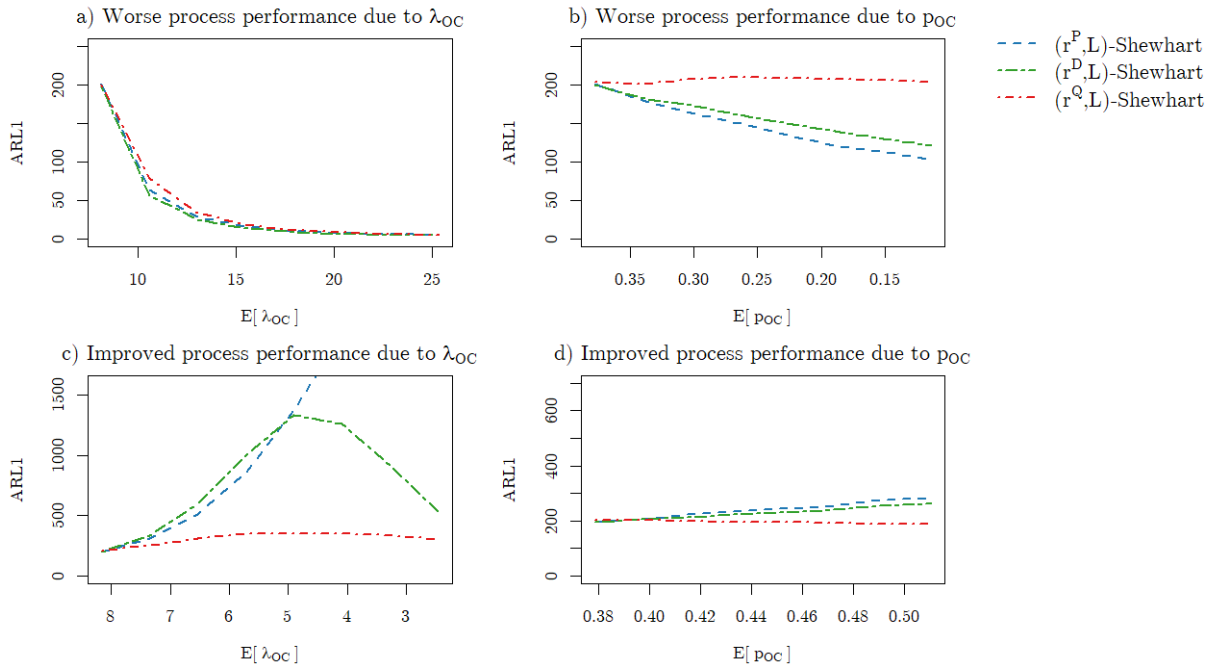 a) Worse process performance due to λOC
b) Worse process performance due to pOC
(r^P,L)-Shewhart
(r^D,L)-Shewhart
(r^Q,L)-Shewhart
ARL1
0 50 100 200
10 15 20 25
E[ λOC ]
ARL1
0 50 100 200
0.35 0.30 0.25 0.20 0.15
E[ pOC ]
c) Improved process performance due to λOC
d) Improved process performance due to pOC
ARL1
0 500 1000 1500
8 7 6 5 4 3
E[ λOC ]
ARL1
0 200 400 600
0.38 0.40 0.42 0.44 0.46 0.48 0.50
E[ pOC ]